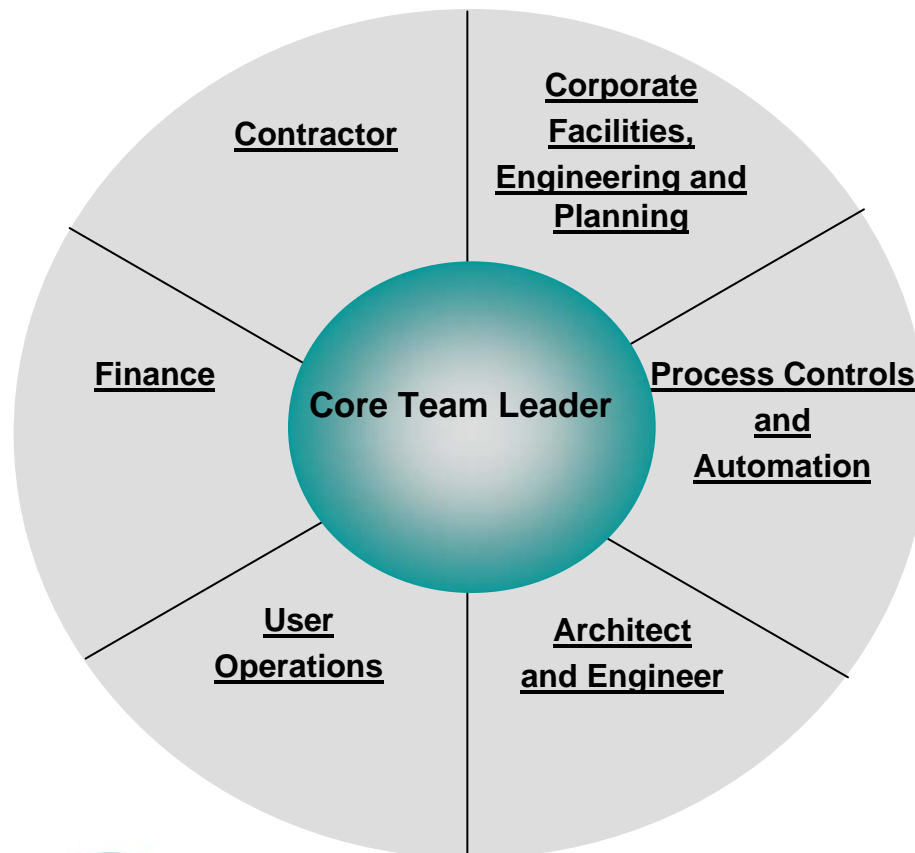 Contractor
Corporate
Facilities,
Engineering and
Planning
Finance
Core Team Leader
Process Controls
and
Automation
User
Operations
Architect
and Engineer